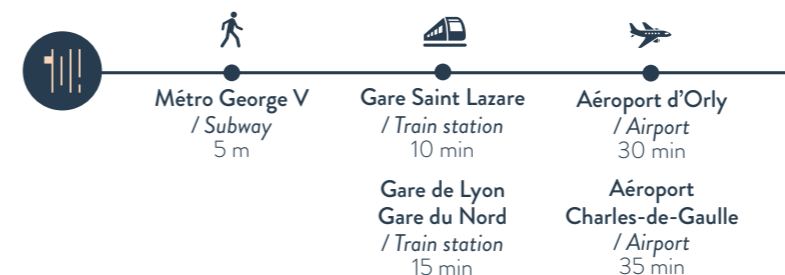 Métro George V
/ Subway
5 m
Gare Saint Lazare
/ Train station
10 min
Gare de Lyon
Gare du Nord
/ Train station
15 min
Aéroport d'Orly
/ Airport
30 min
Aéroport
Charles-de-Gaulle
/ Airport
35 min